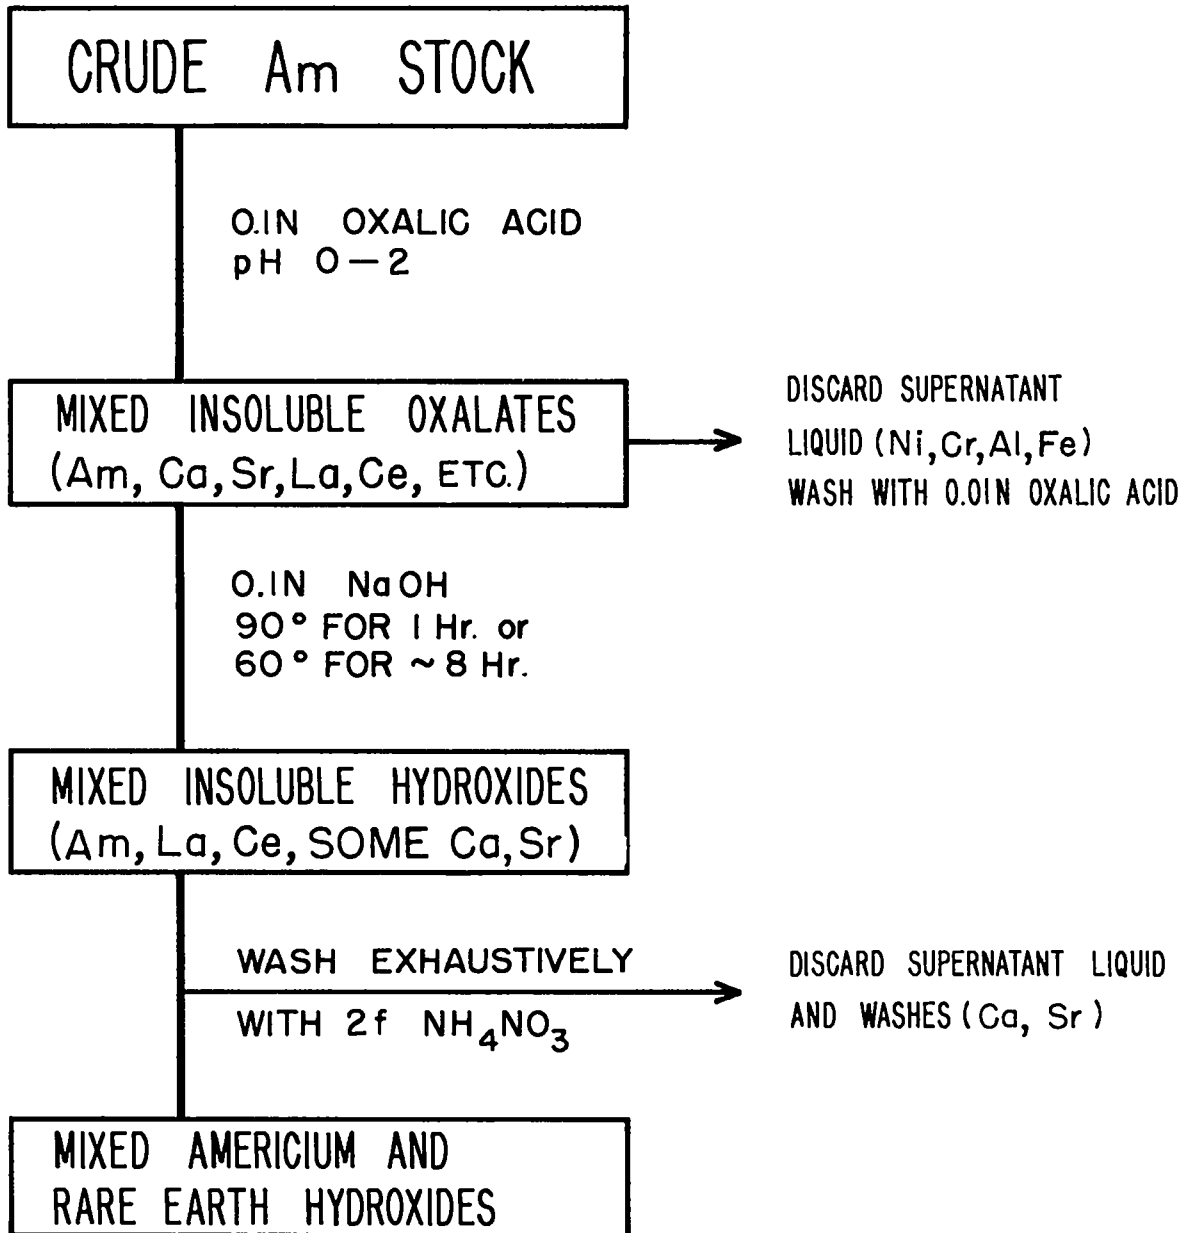 CRUDE Am STOCK
0.1N OXALIC ACID
pH 0-2
MIXED INSOLUBLE OXALATES
(Am, Ca, Sr, La, Ce, ETC.)
DISCARD SUPERNATANT
LIQUID (Ni, Cr, Al, Fe)
WASH WITH 0.01N OXALIC ACID
0.1N NaOH
90° FOR 1 Hr. or
60° FOR ~ 8 Hr.
MIXED INSOLUBLE HYDROXIDES
(Am, La, Ce, SOME Ca, Sr)
WASH EXHAUSTIVELY
WITH 2f NH₄NO₃
DISCARD SUPERNATANT LIQUID
AND WASHES (Ca, Sr)
MIXED AMERICIUM AND
RARE EARTH HYDROXIDES